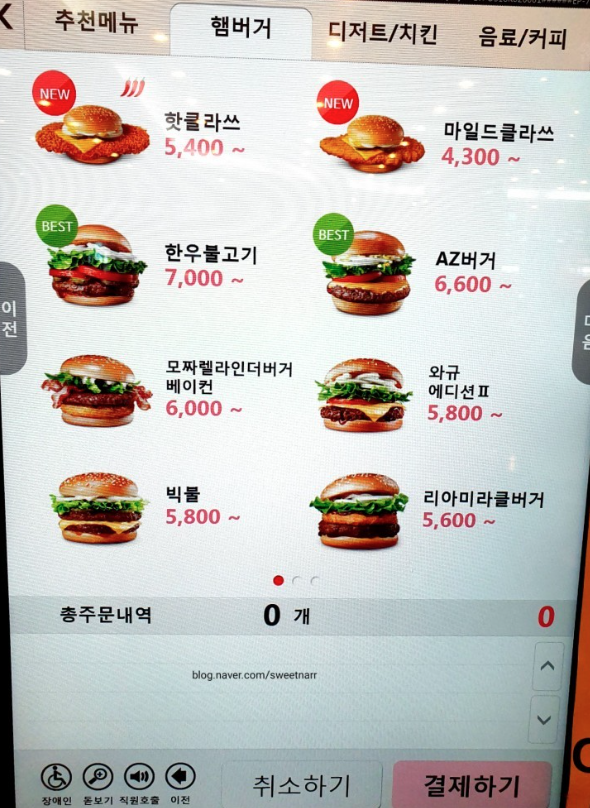 추천메뉴
햄버거
디저트/치킨
음료/커피
NEW
핫클라쓰
5,400 ~
NEW
마일드클라쓰
4,300 ~
BEST
한우불고기
7,000 ~
BEST
AZ버거
6,600 ~
이전
모짜렐라인더버거
베이컨
6,000 ~
와규
에디션Ⅱ
5,800 ~
빅불
5,800 ~
리아미라클버거
5,600 ~
총주문내역
0 개
0
blog.naver.com/sweetnarr
장애인
돋보기
직원호출
이전
취소하기
결제하기